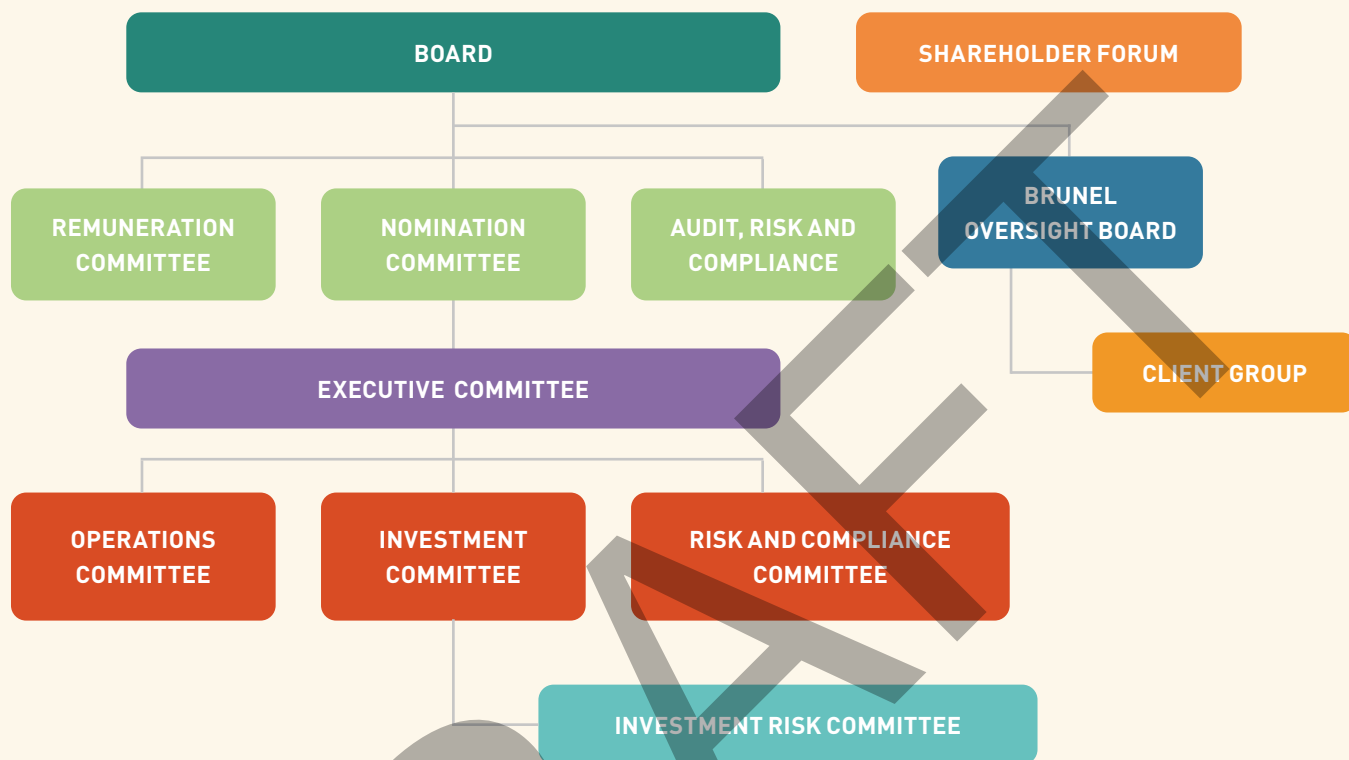 BOARD
SHAREHOLDER FORUM
REMUNERATION
COMMITTEE
NOMINATION
COMMITTEE
AUDIT, RISK AND
COMPLIANCE
BRUNEL
OVERSIGHT BOARD
EXECUTIVE COMMITTEE
CLIENT GROUP
OPERATIONS
COMMITTEE
INVESTMENT
COMMITTEE
RISK AND COMPLIANCE
COMMITTEE
INVESTMENT RISK COMMITTEE